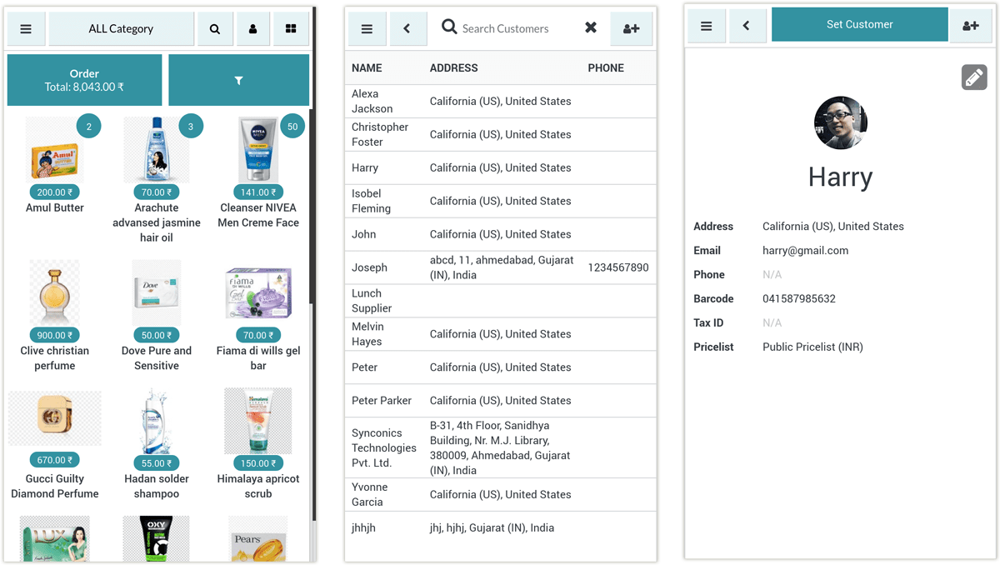 ALL Category
Order
Total: 8,043.00 ₹
2
3
50
Amul
NIVEA
MEN
200.00 ₹
70.00 ₹
141.00 ₹
Amul Butter
Arachute
advansed jasmine
hair oil
Cleanser NIVEA
Men Creme Face
Dove
fiama
DI WILLS
Gel
900.00 ₹
50.00 ₹
70.00 ₹
Clive christian
perfume
Dove Pure and
Sensitive
Fiama di wills gel
bar
Himalaya
670.00 ₹
55.00 ₹
150.00 ₹
Gucci Guilty
Diamond Perfume
Hadan solder
shampoo
Himalaya apricot
scrub
LUX
OXY
Pears
Search Customers
NAME ADDRESS PHONE
Alexa
Jackson
California (US), United States
Christopher
Foster
California (US), United States
Harry California (US), United States
Isobel
Fleming
California (US), United States
John California (US), United States
Joseph
abcd, 11, ahmedabad, Gujarat
(IN), India
1234567890
Lunch
Supplier
Melvin
Hayes
California (US), United States
Peter California (US), United States
Peter Parker California (US), United States
Synconics
Technologies
Pvt. Ltd.
B-31, 4th Floor, Sanidhya
Building, Nr. M.J. Library,
380009, Ahmedabad, Gujarat
(IN), India
Yvonne
Garcia
California (US), United States
jhhjh jhj, hjhj, Gujarat (IN), India
Set Customer
Harry
Address California (US), United States
Email harry@gmail.com
Phone N/A
Barcode 041587985632
Tax ID N/A
Pricelist Public Pricelist (INR)